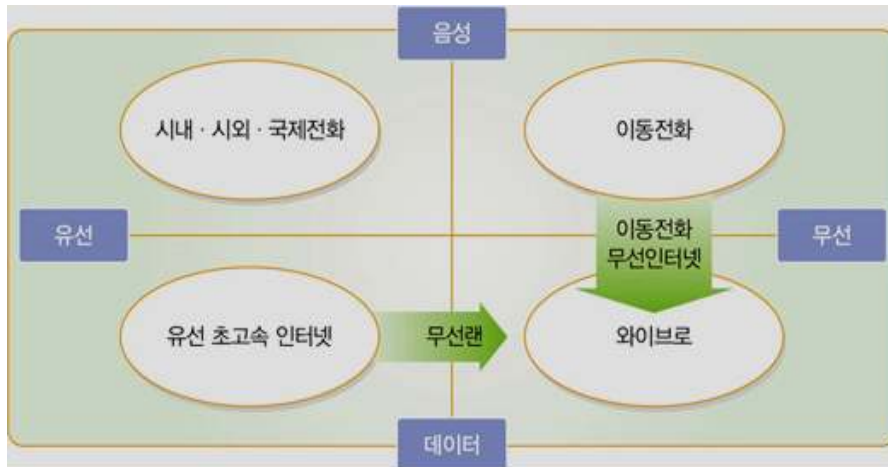 음성
시내 · 시외 · 국제전화
이동전화
유선
이동전화
무선인터넷
무선
유선 초고속 인터넷
무선랜
와이브로
데이터